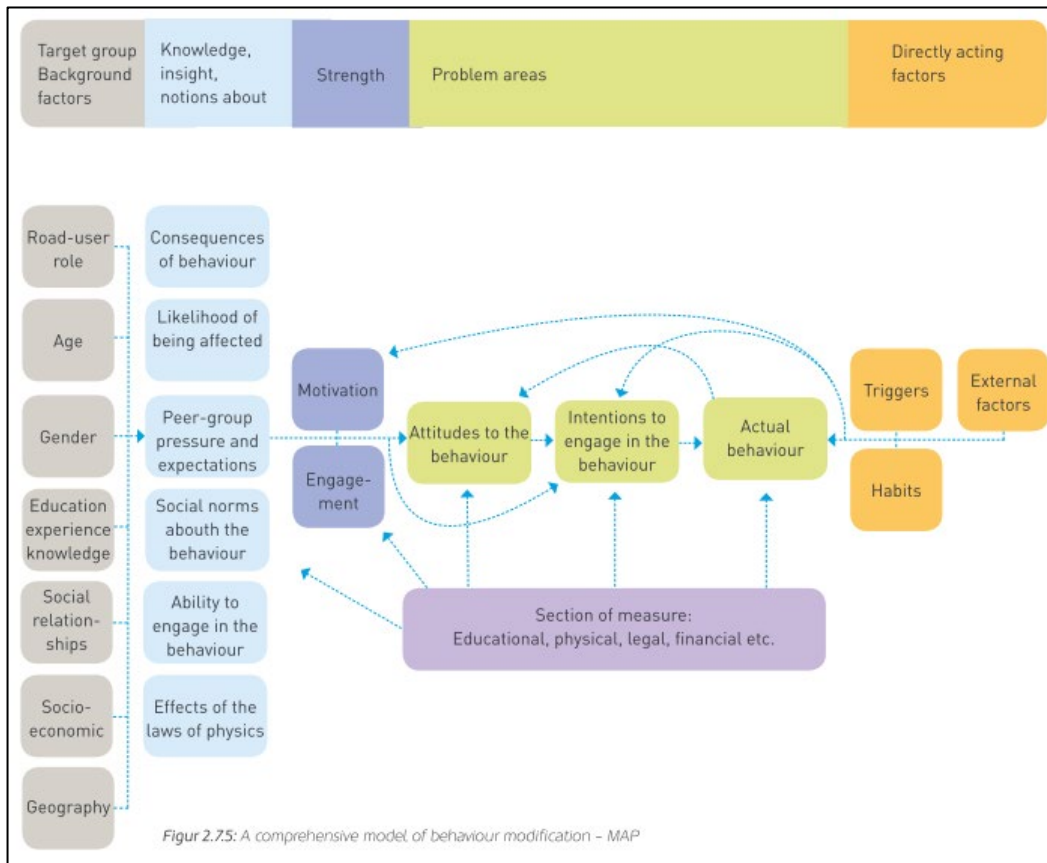 Target group
Background
factors
Knowledge,
insight,
notions about
Strength
Problem areas
Directly acting
factors
Road-user
role
Age
Gender
Education
experience
knowledge
Social
relation-
ships
Socio-
economic
Geography
Consequences
of behaviour
Likelihood of
being affected
Peer-group
pressure and
expectations
Social norms
abouth the
behaviour
Ability to
engage in the
behaviour
Effects of the
laws of physics
Motivation
Engage-
ment
Attitudes to the
behaviour
Intentions to
engage in the
behaviour
Actual
behaviour
Triggers
Habits
External
factors
Section of measure:
Educational, physical, legal, financial etc.
Figur 2.7.5: A comprehensive model of behaviour modification – MAP